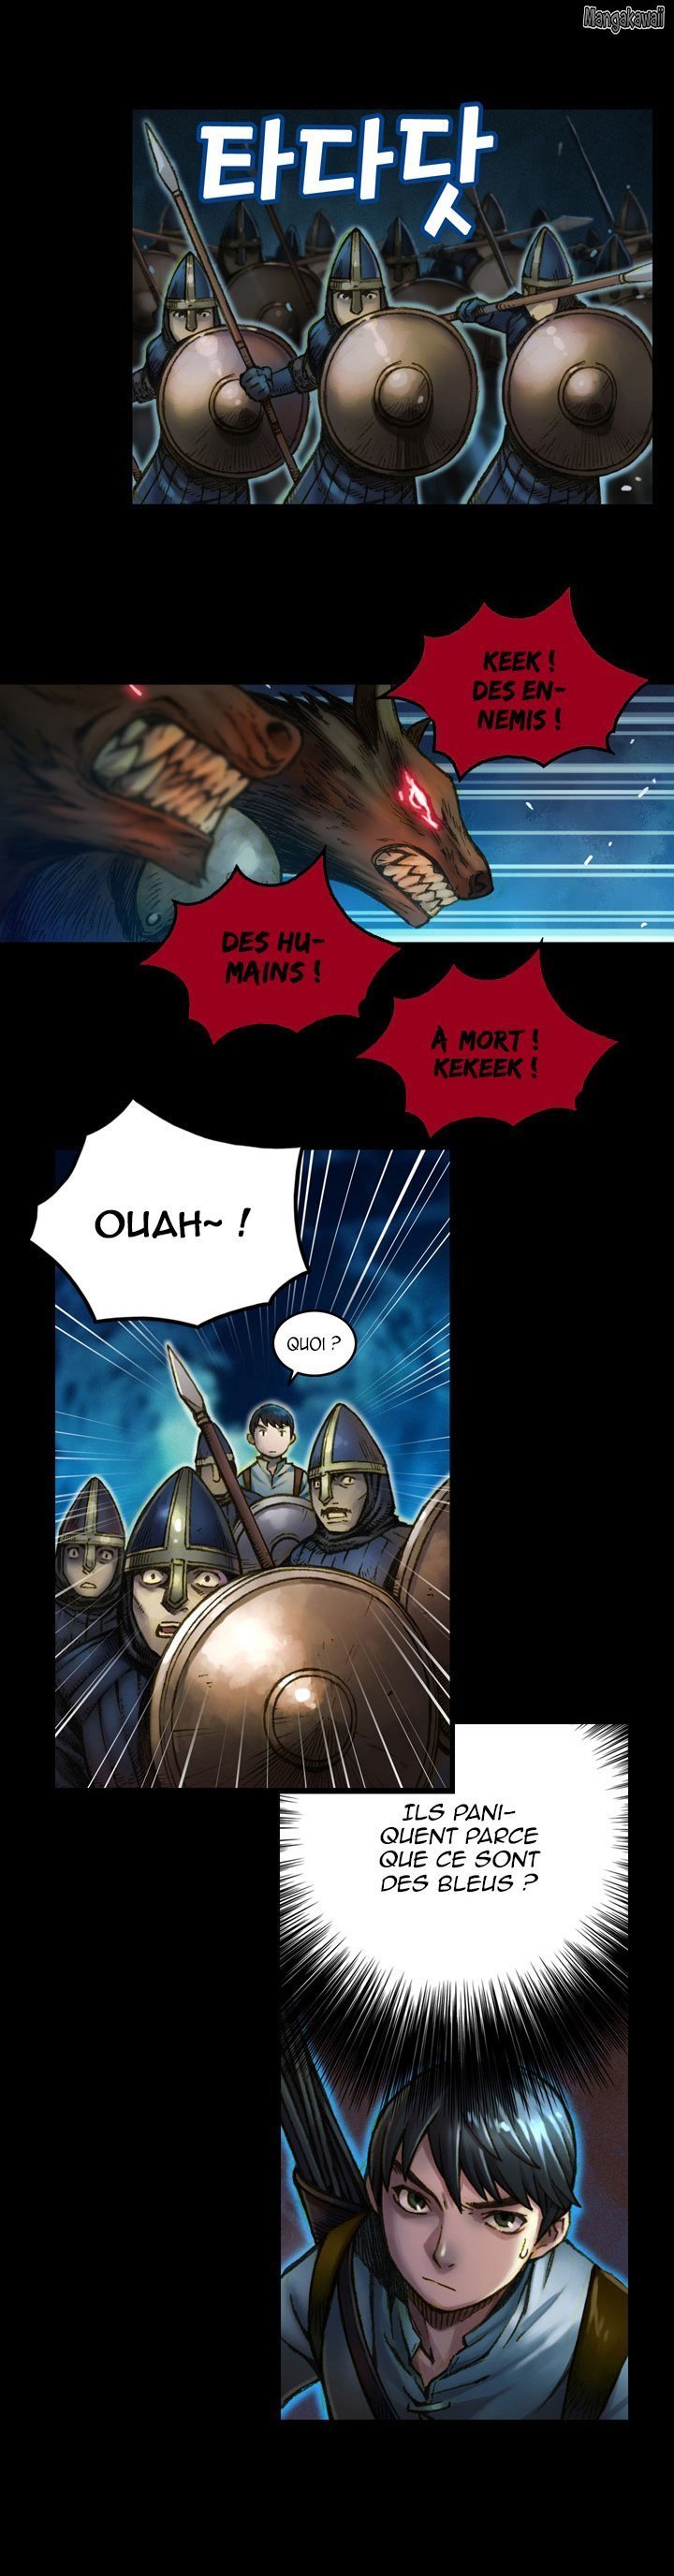 Mangakawaii
타다닷
KEEK !
DES EN-
NEMIS !
DES HU-
MAINS !
À MORT !
KEKEEK !
OUAH~ !
QUOI ?
ILS PANI-
QUENT PARCE
QUE CE SONT
DES BLEUS ?